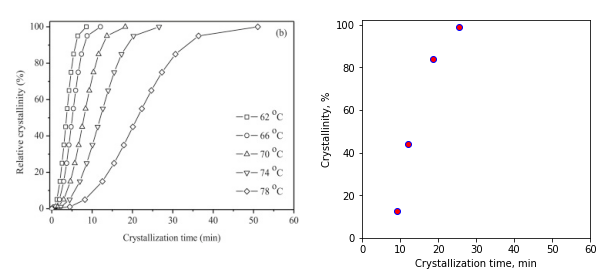 (b)
Relative crystallinity (%)
100
80
60
40
20
0
62 °C
66 °C
70 °C
74 °C
78 °C
0 10 20 30 40 50 60
Crystallization time (min)
Crystallinity, %
100
80
60
40
20
0
0 10 20 30 40 50 60
Crystallization time, min